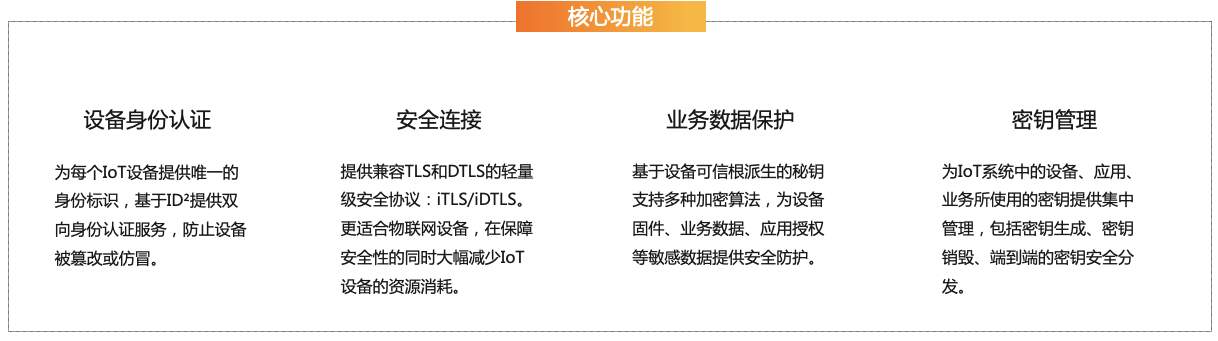 核心功能
设备身份认证
为每个IoT设备提供唯一的
身份标识，基于ID²提供双
向身份认证服务，防止设备
被篡改或仿冒。
安全连接
提供兼容TLS和DTLS的轻量
级安全协议：iTLS/iDTLS。
更适合物联网设备，在保障
安全性的同时大幅减少IoT
设备的资源消耗。
业务数据保护
基于设备可信根派生的秘钥
支持多种加密算法，为设备
固件、业务数据、应用授权
等敏感数据提供安全防护。
密钥管理
为IoT系统中的设备、应用、
业务所使用的密钥提供集中
管理，包括密钥生成、密钥
销毁、端到端的密钥安全分
发。